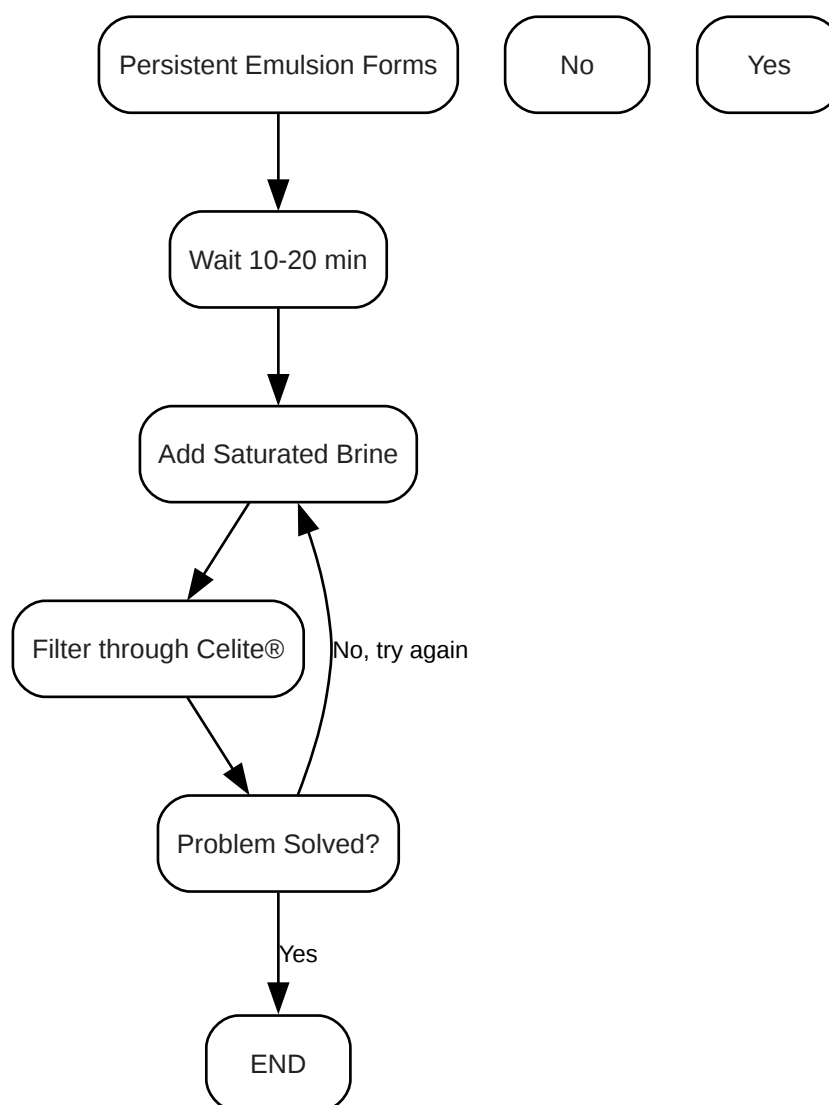 Persistent Emulsion Forms
No
Yes
Wait 10-20 min
Add Saturated Brine
Filter through Celite®
No, try again
Problem Solved?
Yes
END